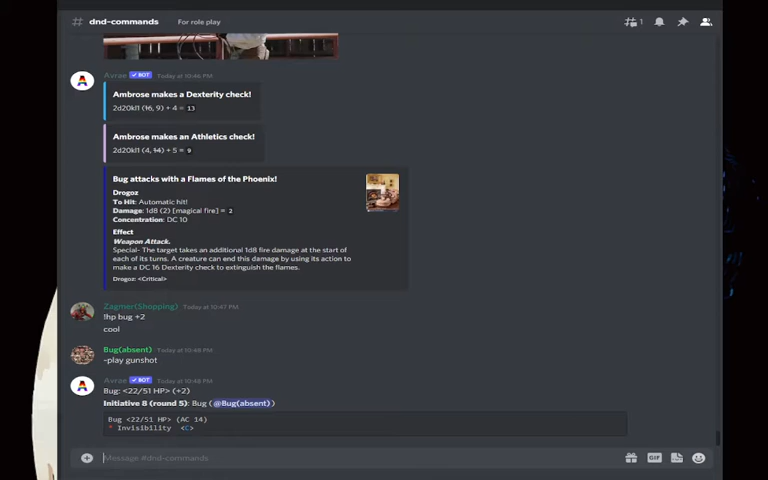 dnd-commands
For role play
1
Avrae BOT Today at 10:46 PM
Ambrose makes a Dexterity check!
2d20kl1 (16, 9) + 4 = 13
Ambrose makes an Athletics check!
2d20kl1 (4, 14) + 5 = 9
Bug attacks with a Flames of the Phoenix!
Drogoz
To Hit: Automatic hit!
Damage: 1d8 (2) [magical fire] = 2
Concentration: DC 10
Effect
Weapon Attack.
Special- The target takes an additional 1d8 fire damage at the start of
each of its turns. A creature can end this damage by using its action to
make a DC 16 Dexterity check to extinguish the flames.
Drogoz: <Critical>
Zagmer(Shopping) Today at 10:47 PM
!hp bug +2
cool
Bug(absent) Today at 10:48 PM
-play gunshot
Avrae BOT Today at 10:48 PM
Bug: <22/51 HP> (+2)
Initiative 8 (round 5): Bug (@Bug(absent))
Bug <22/51 HP> (AC 14)
* Invisibility <C>
Message #dnd-commands
GIF